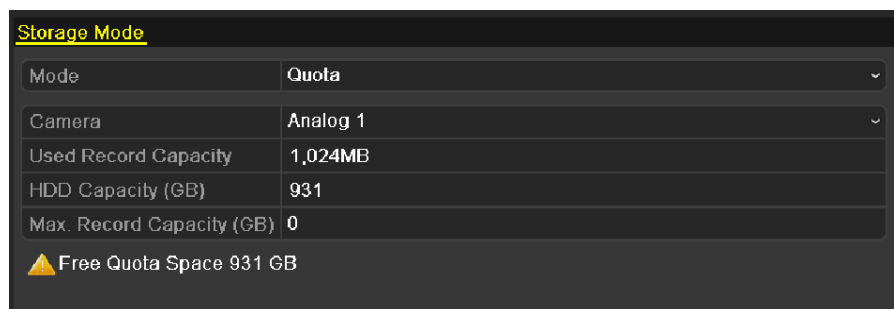 Storage Mode
Mode Quota
Camera Analog 1
Used Record Capacity 1,024MB
HDD Capacity (GB) 931
Max. Record Capacity (GB) 0
Free Quota Space 931 GB